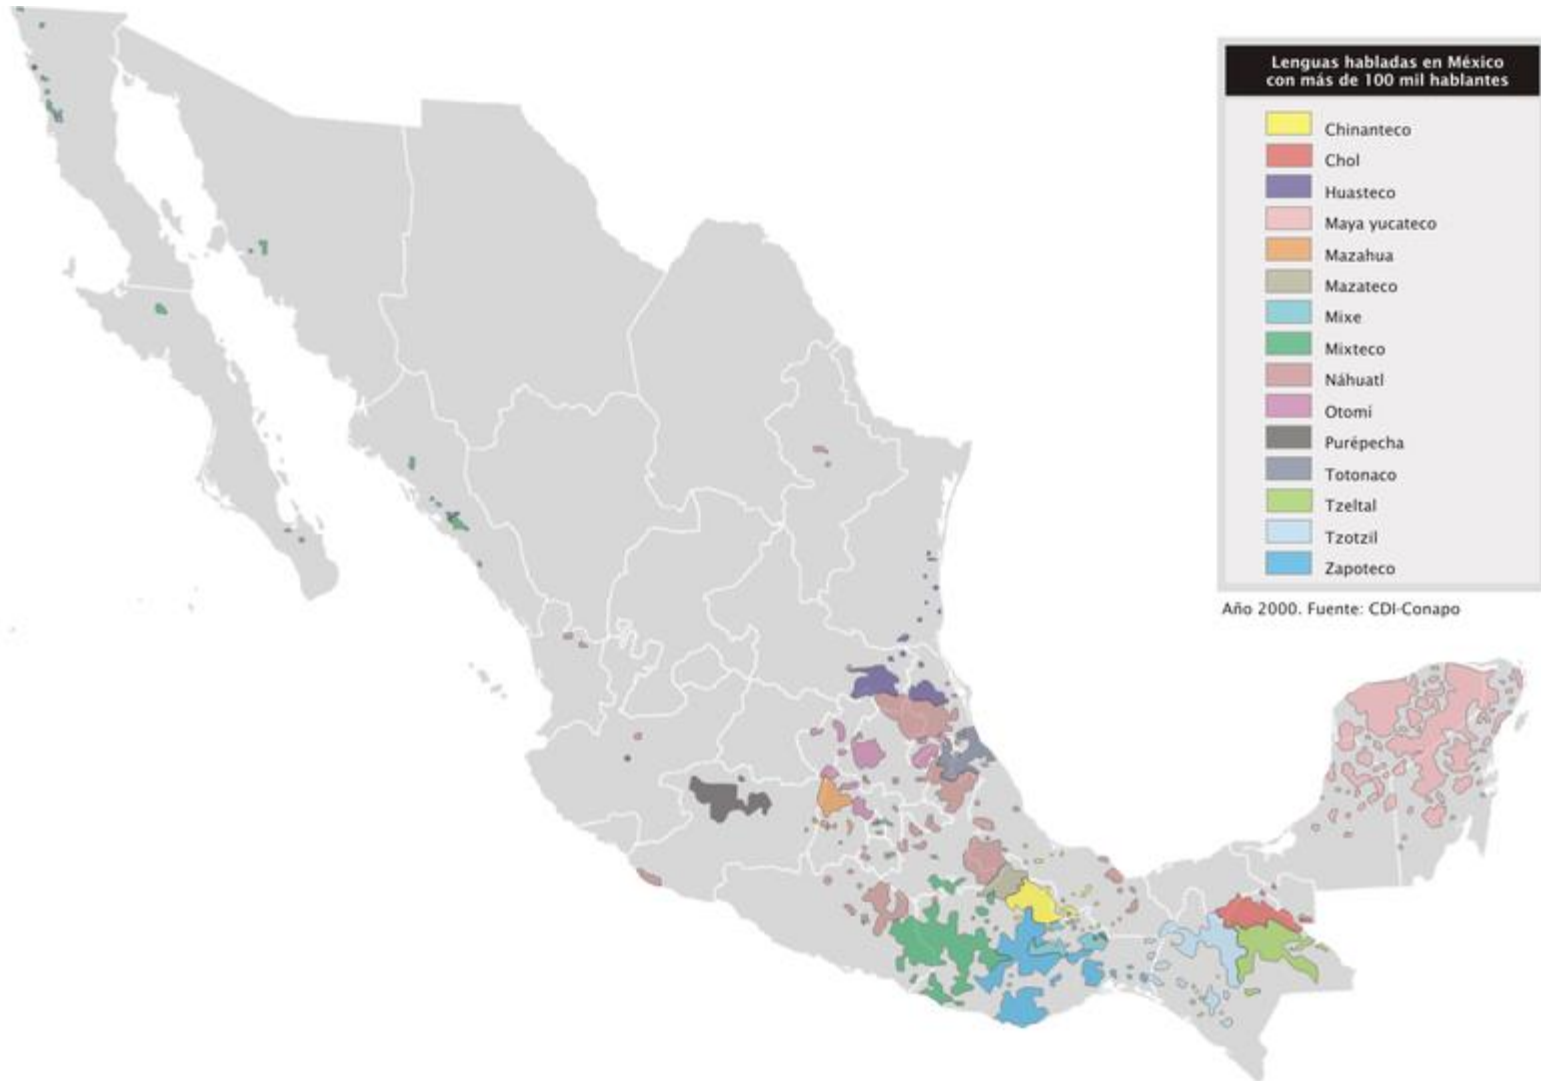 Lenguas habladas en México
con más de 100 mil hablantes
Chinanteco
Chol
Huasteco
Maya yucateco
Mazahua
Mazateco
Mixe
Mixteco
Náhuatl
Otomí
Purépecha
Totonaco
Tzeltal
Tzotzil
Zapoteco
Año 2000. Fuente: CDI-Conapo